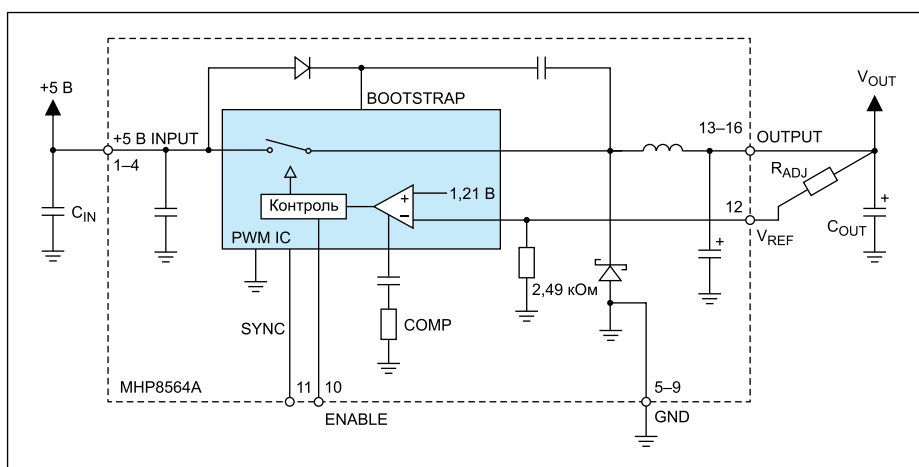 +5 В
V_OUT
BOOTSTRAP
+5 В INPUT
1–4
13–16
OUTPUT
R_ADJ
1,21 В
+
–
Контроль
12
V_REF
C_IN
C_OUT
+
+
PWM IC
2,49 кОм
SYNC
COMP
MHP8564A
11
10
5–9
ENABLE
GND